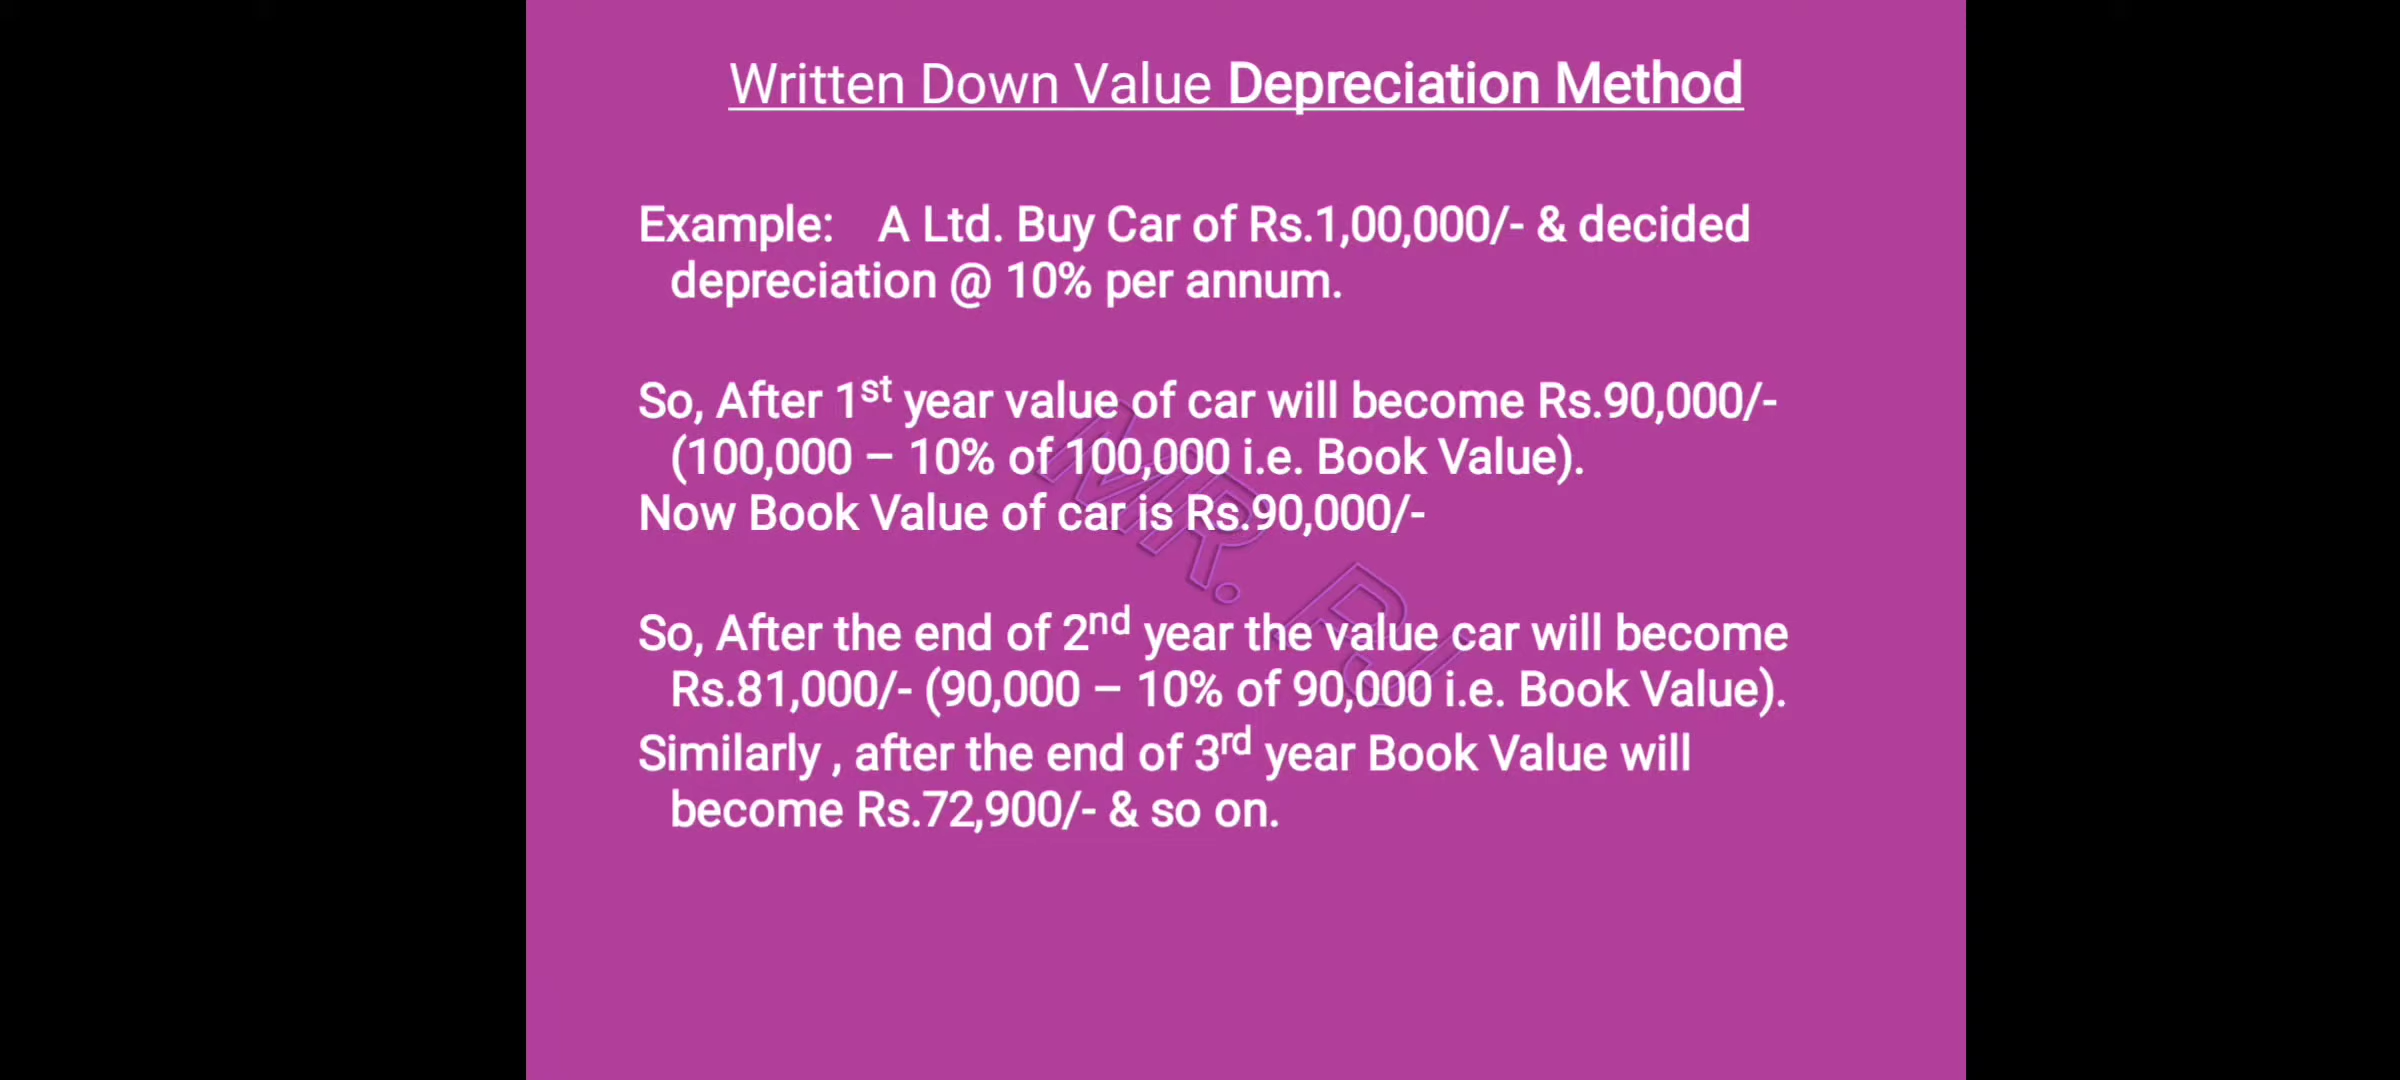 Written Down Value Depreciation Method
Example: A Ltd. Buy Car of Rs.1,00,000/- & decided
depreciation @ 10% per annum.
So, After 1st year value of car will become Rs.90,000/-
(100,000 – 10% of 100,000 i.e. Book Value).
Now Book Value of car is Rs.90,000/-
So, After the end of 2nd year the value car will become
Rs.81,000/- (90,000 – 10% of 90,000 i.e. Book Value).
Similarly , after the end of 3rd year Book Value will
become Rs.72,900/- & so on.